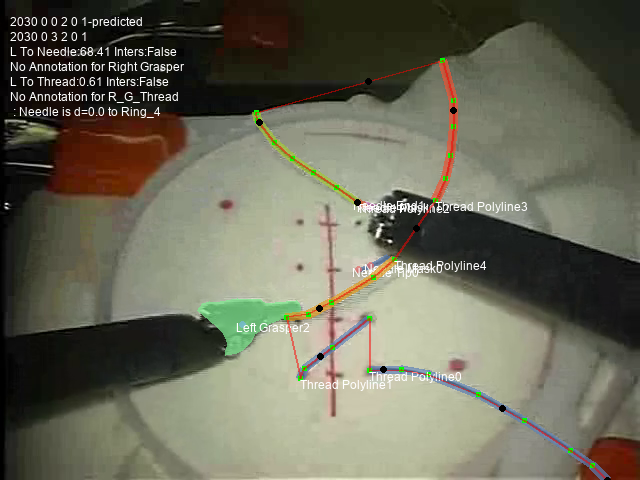 2030 0 0 2 0 1-predicted
2030 0 3 2 0 1
L To Needle:68.41 Inters:False
No Annotation for Right Grasper
L To Thread:0.61 Inters:False
No Annotation for R_G_Thread
: Needle is d=0.0 to Ring_4
Thread Polyline3
Thread Polyline2
Thread Polyline4
Left Grasper2
Thread Polyline0
Thread Polyline1